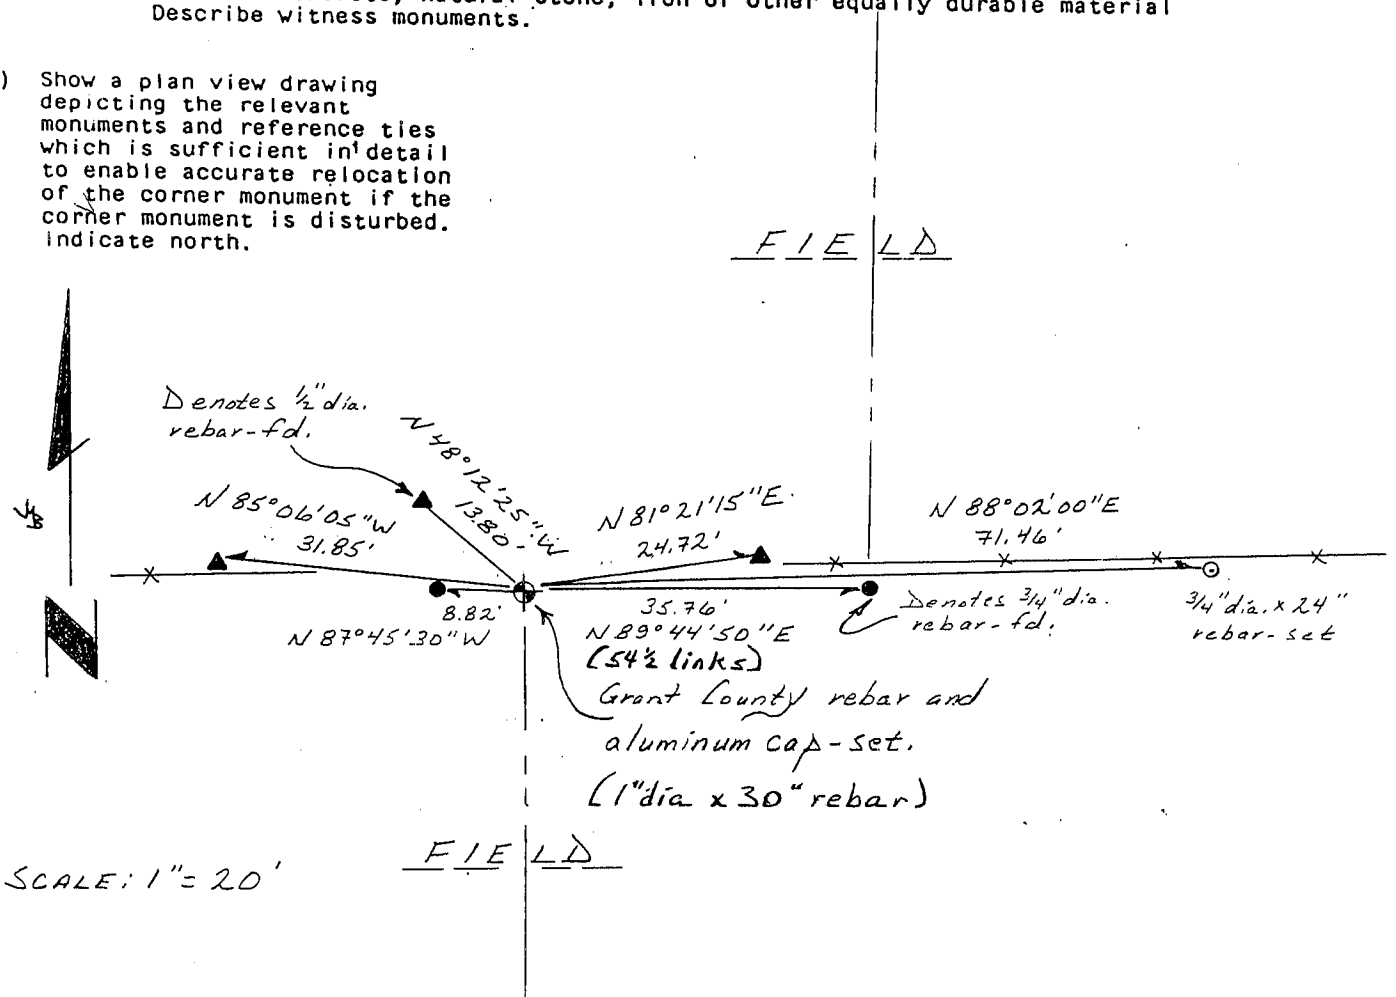 equally durable material
Describe witness monuments.
) Show a plan view drawing
depicting the relevant
monuments and reference ties
which is sufficient in detail
to enable accurate relocation
of the corner monument if the
corner monument is disturbed.
Indicate north.
FIELD
Denotes 1/2" dia.
rebar-fd.
N 48°12'25" W
13.80'
N 85°06'05" W
31.85'
N 81°21'15" E
24.72'
N 88°02'00" E
71.46'
8.82'
N 87°45'30" W
35.76'
N 89°44'50" E
(54½ links)
Denotes 3/4" dia.
rebar-fd.
3/4" dia. x 24"
rebar-set
Grant County rebar and
aluminum cap-set.
(1" dia x 30" rebar)
FIELD
SCALE: 1" = 20'
N